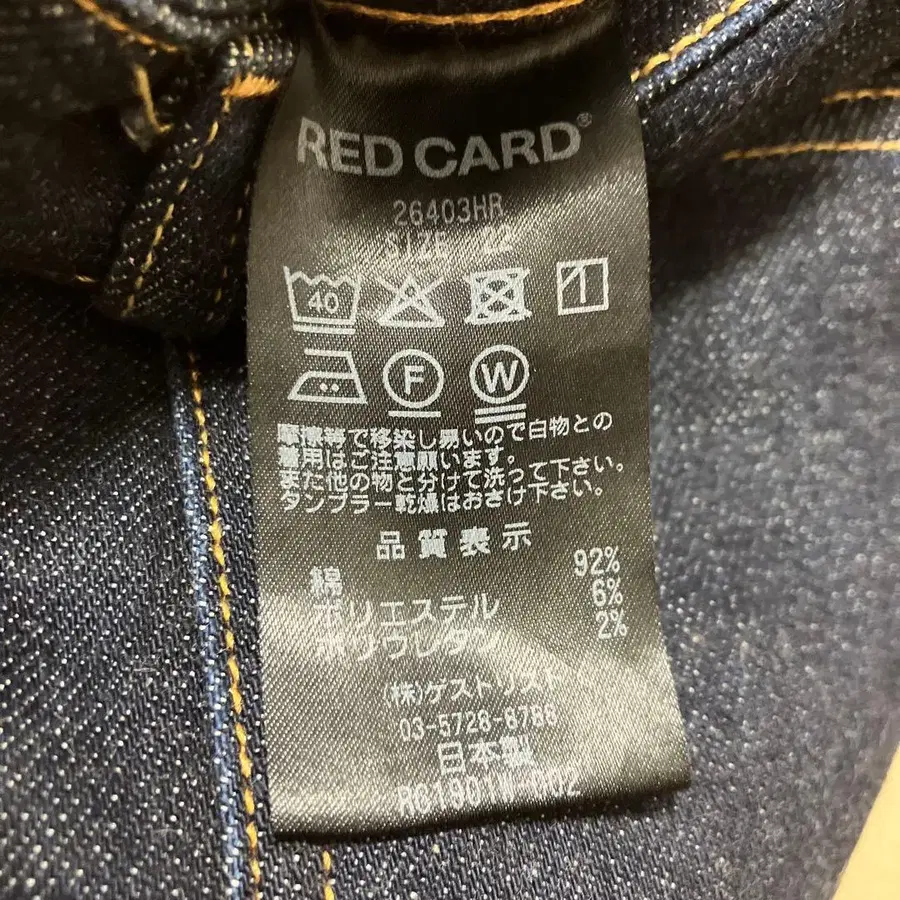 RED CARD®
26403HR
SIZE 22
40
F W
摩擦等で移染し易いので白物との
着用はご注意願います。
また他の物と分けて洗って下さい。
タンブラー乾燥はおさけ下さい。
品質表示
綿 92%
ポリエステル 6%
ポリウレタン 2%
(株)ゲストリスト
03-5728-8788
日本製